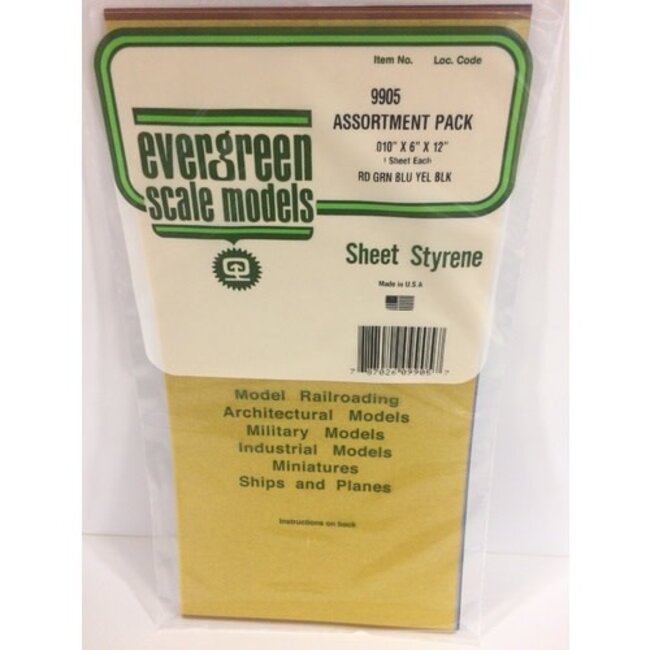 Item No. Loc. Code
9905
ASSORTMENT PACK
.010" X 6" X 12"
1 Sheet Each
RD GRN BLU YEL BLK
evergreen
scale models
Sheet Styrene
Made in U.S.A
Model Railroading
Architectural Models
Military Models
Industrial Models
Miniatures
Ships and Planes
Instructions on back